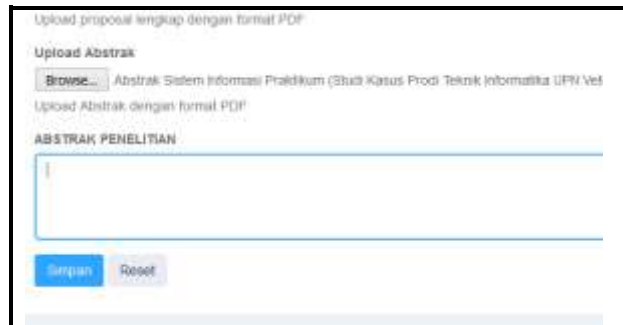 Upload proposal lengkap dengan format PDF
Upload Abstrak
Browse... Abstrak Sistem Informasi Praktikum (Studi Kasus Prodi Teknik Informatika UPN Vet
Upload Abstrak dengan format PDF
ABSTRAK PENELITIAN
Simpan Reset